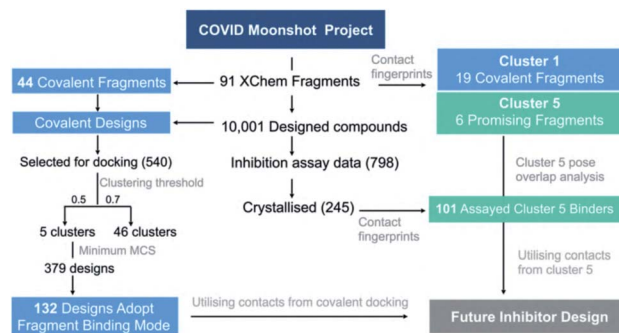 COVID Moonshot Project
44 Covalent Fragments
91 XChem Fragments
Contact
fingerprints
Cluster 1
19 Covalent Fragments
Cluster 5
6 Promising Fragments
Covalent Designs
10,001 Designed compounds
Selected for docking (540)
Inhibition assay data (798)
Cluster 5 pose
overlap analysis
Clustering threshold
0.5 0.7
Crystallised (245)
Contact
fingerprints
101 Assayed Cluster 5 Binders
5 clusters 46 clusters
Minimum MCS
379 designs
Utilising contacts
from cluster 5
132 Designs Adopt
Fragment Binding Mode
Utilising contacts from covalent docking
Future Inhibitor Design